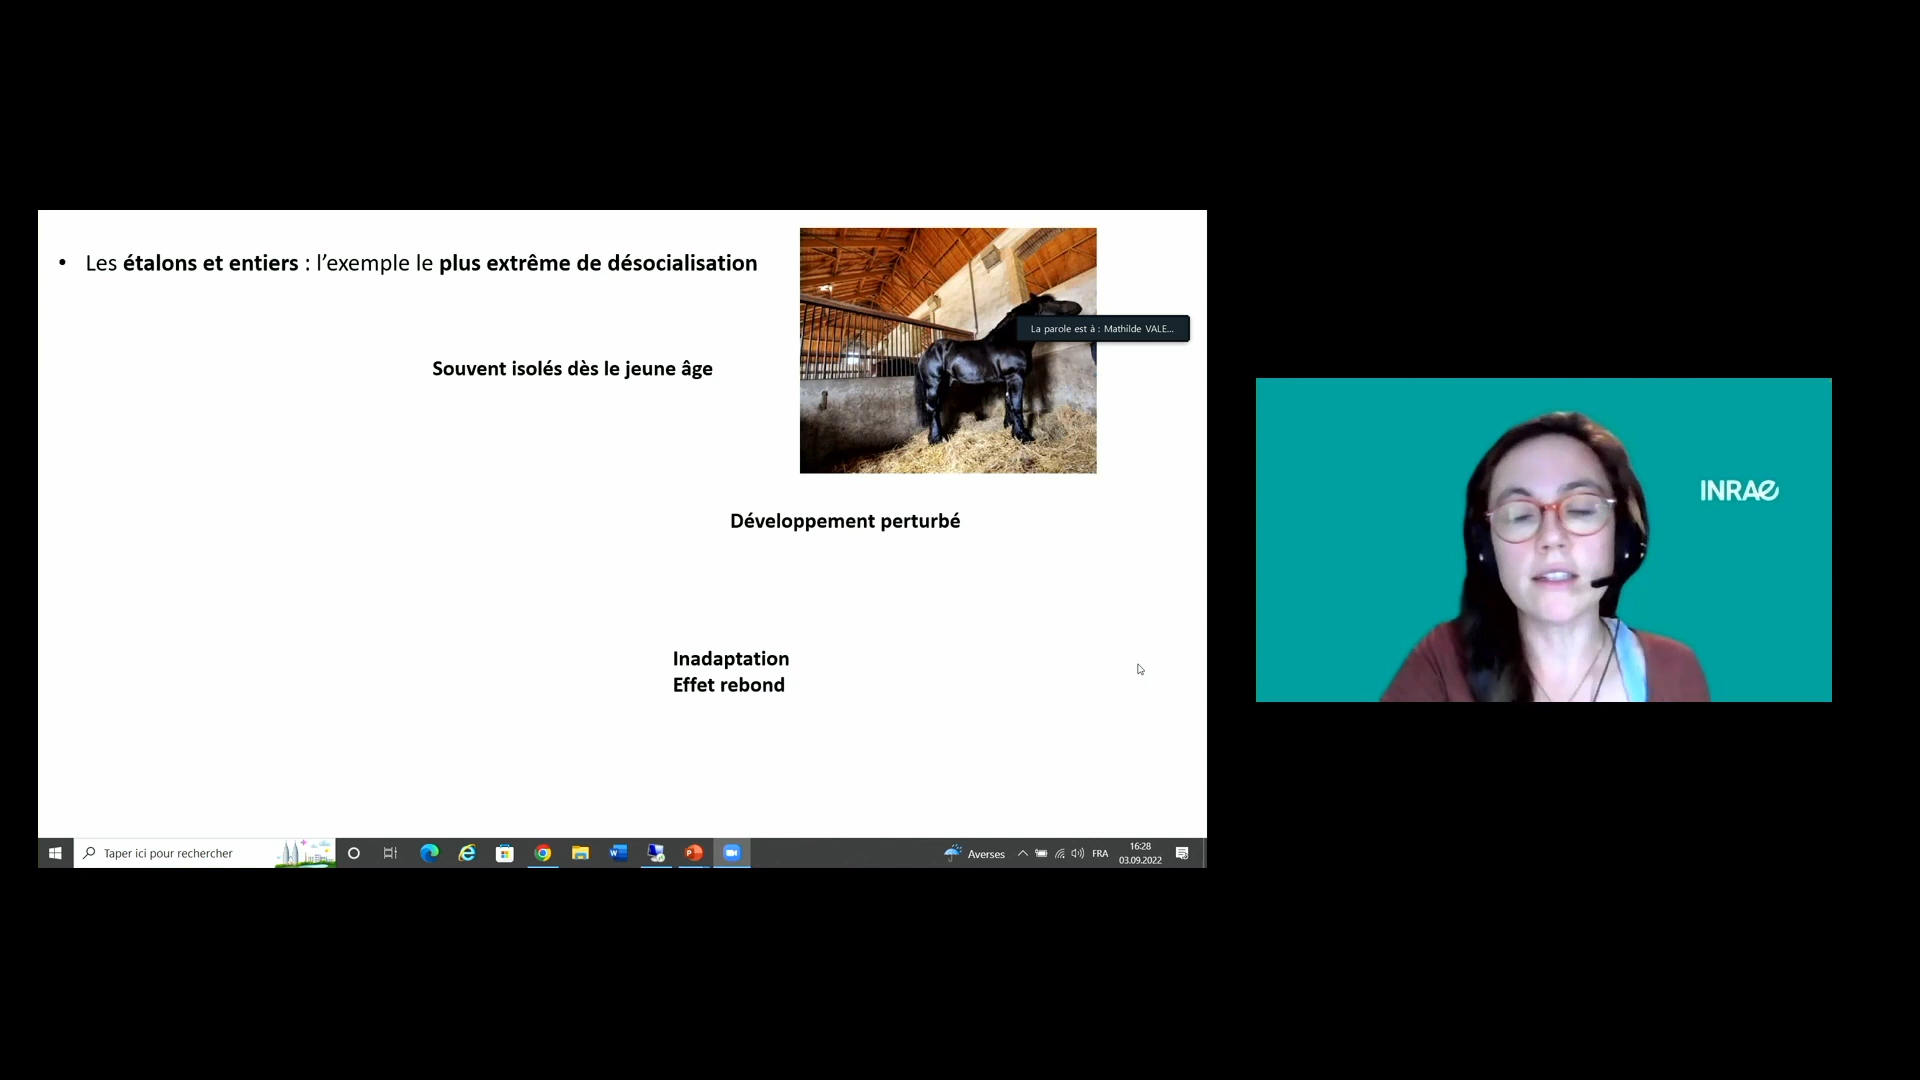 • Les étalons et entiers : l’exemple le plus extrême de désocialisation
La parole est à : Mathilde VALE...
Souvent isolés dès le jeune âge
Développement perturbé
Inadaptation
Effet rebond
INRAE
Taper ici pour rechercher
Averses
FRA
16:28
03.09.2022